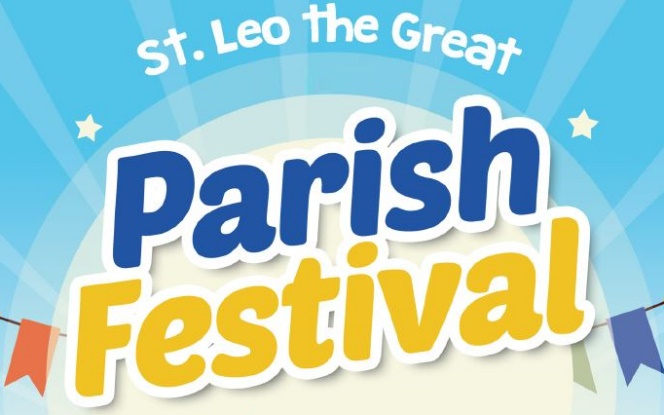 St. Leo the Great
Parish
Festival